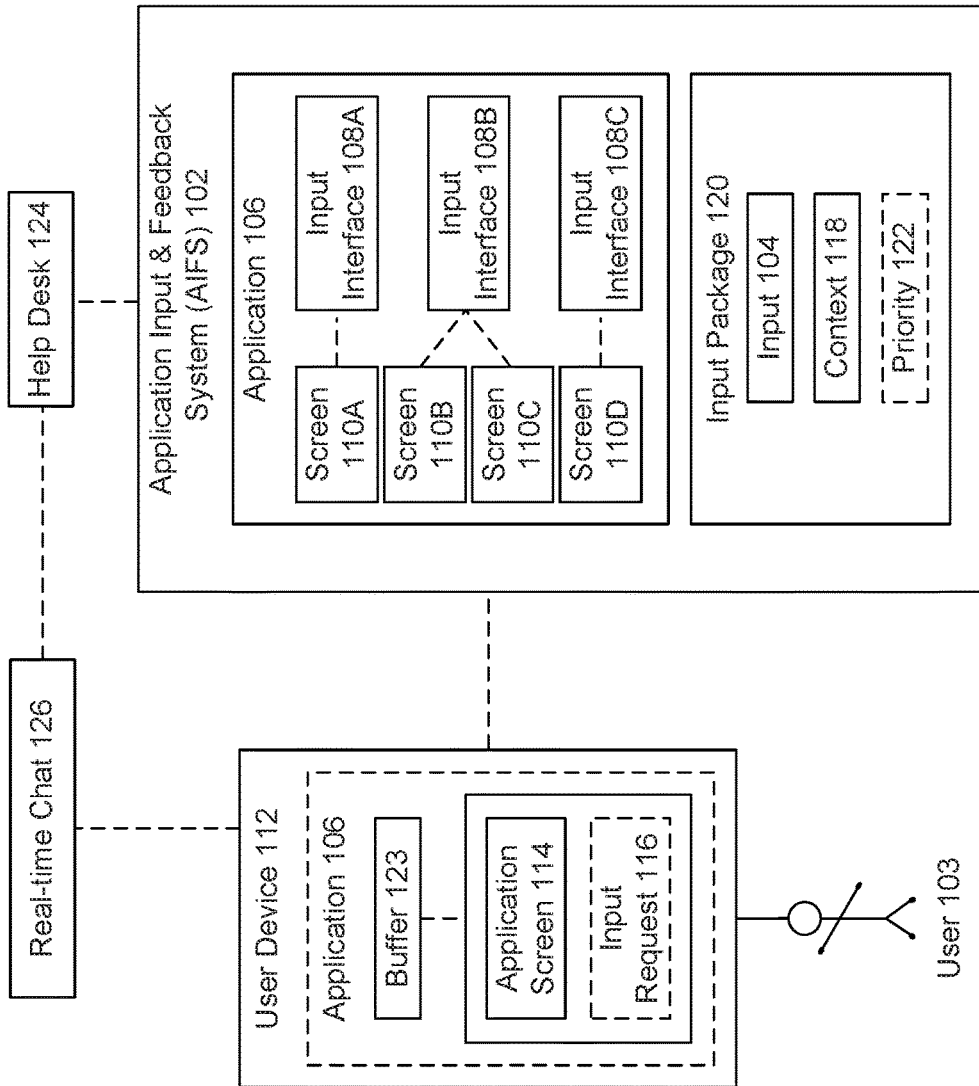 Real-time Chat 126
Help Desk 124
User Device 112
Application 106
Buffer 123
Application
Screen 114
Input
Request 116
User 103
Application Input & Feedback
System (AIFS) 102
Application 106
Screen
110A
Screen
110B
Screen
110C
Screen
110D
Input
Interface 108A
Input
Interface 108B
Input
Interface 108C
Input Package 120
Input 104
Context 118
Priority 122